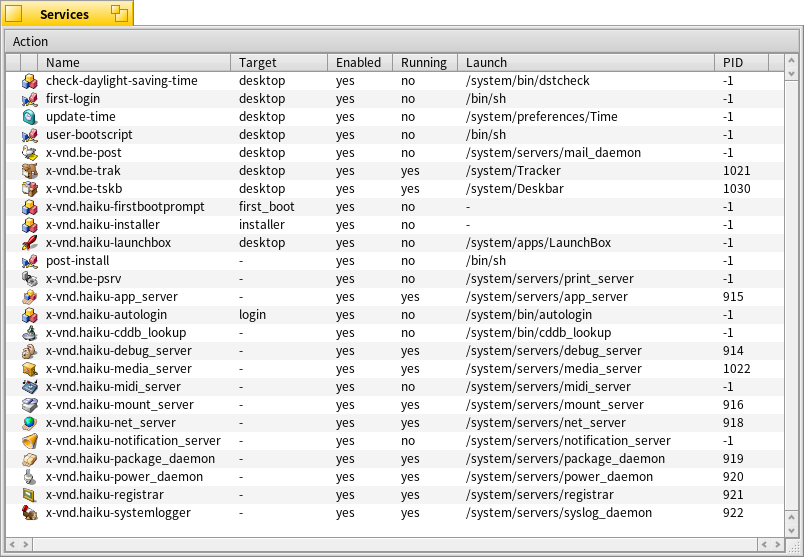 Services
Action
Name Target Enabled Running Launch PID
check-daylight-saving-time desktop yes no /system/bin/dstcheck -1
first-login desktop yes no /bin/sh -1
update-time desktop yes no /system/preferences/Time -1
user-bootscript desktop yes no /bin/sh -1
x-vnd.be-post desktop yes no /system/servers/mail_daemon -1
x-vnd.be-trak desktop yes yes /system/Tracker 1021
x-vnd.be-tskb desktop yes yes /system/Deskbar 1030
x-vnd.haiku-firstbootprompt first_boot yes no - -1
x-vnd.haiku-installer installer yes no - -1
x-vnd.haiku-launchbox desktop yes no /system/apps/LaunchBox -1
post-install - yes no /bin/sh -1
x-vnd.be-psrv - yes no /system/servers/print_server -1
x-vnd.haiku-app_server - yes yes /system/servers/app_server 915
x-vnd.haiku-autologin login yes no /system/bin/autologin -1
x-vnd.haiku-cddb_lookup - yes no /system/bin/cddb_lookup -1
x-vnd.haiku-debug_server - yes yes /system/servers/debug_server 914
x-vnd.haiku-media_server - yes yes /system/servers/media_server 1022
x-vnd.haiku-midi_server - yes no /system/servers/midi_server -1
x-vnd.haiku-mount_server - yes yes /system/servers/mount_server 916
x-vnd.haiku-net_server - yes yes /system/servers/net_server 918
x-vnd.haiku-notification_server - yes no /system/servers/notification_server -1
x-vnd.haiku-package_daemon - yes yes /system/servers/package_daemon 919
x-vnd.haiku-power_daemon - yes yes /system/servers/power_daemon 920
x-vnd.haiku-registrar - yes yes /system/servers/registrar 921
x-vnd.haiku-systemlogger - yes yes /system/servers/syslog_daemon 922